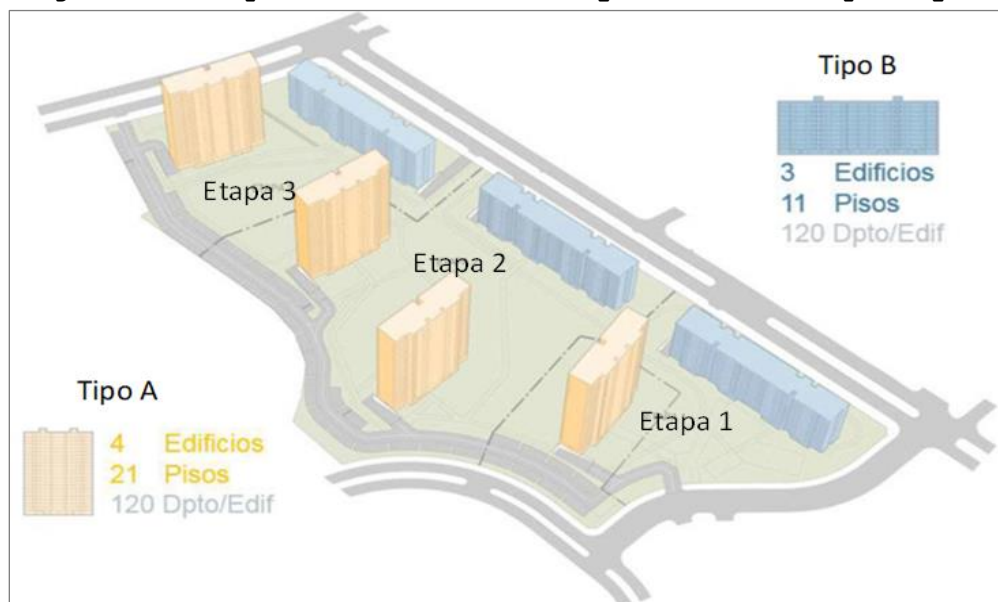 Tipo B
3 Edificios
11 Pisos
120 Dpto/Edif
Etapa 3
Etapa 2
Etapa 1
Tipo A
4 Edificios
21 Pisos
120 Dpto/Edif